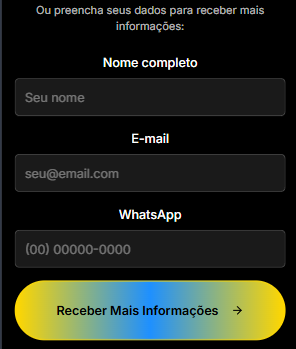 Ou preencha seus dados para receber mais
informações:
Nome completo
Seu nome
E-mail
seu@email.com
WhatsApp
(00) 00000-0000
Receber Mais Informações →